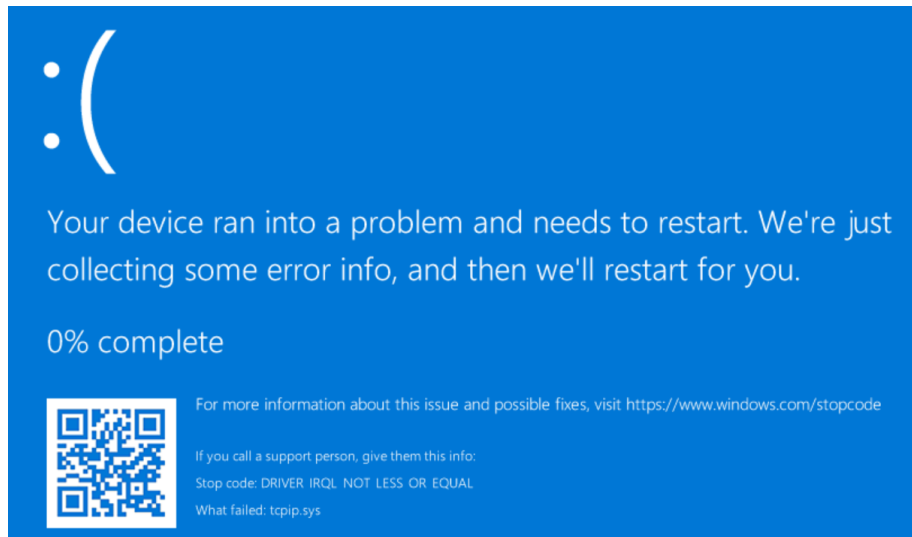 :(
Your device ran into a problem and needs to restart. We're just
collecting some error info, and then we'll restart for you.
0% complete
For more information about this issue and possible fixes, visit https://www.windows.com/stopcode
If you call a support person, give them this info:
Stop code: DRIVER IRQL NOT LESS OR EQUAL
What failed: tcpip.sys